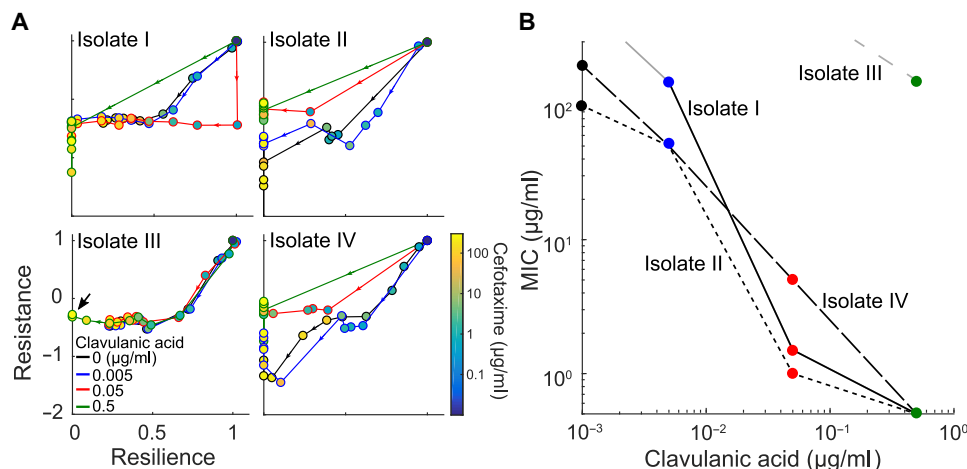 A
Isolate I
Isolate II
Isolate III
Isolate IV
Resistance
1
0
−1
−2
Clavulanic acid
0 (μg/ml)
0.005
0.05
0.5
0
0.5
1
Resilience
100
10
1
0.1
Cefotaxime (μg/ml)
B
MIC (μg/ml)
10²
10¹
10⁰
Isolate III
Isolate I
Isolate II
Isolate IV
10⁻³
10⁻²
10⁻¹
10⁰
Clavulanic acid (μg/ml)